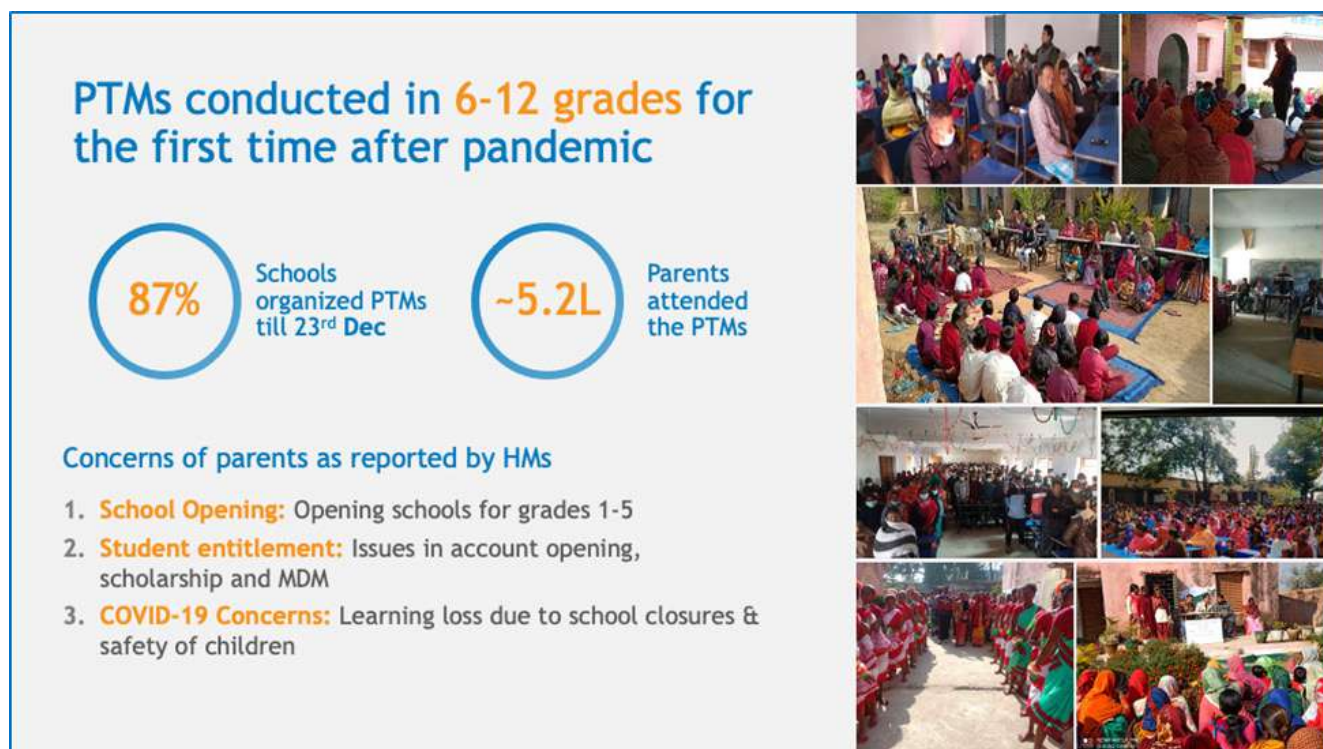 PTMs conducted in 6-12 grades for
the first time after pandemic
87%
Schools
organized PTMs
till 23rd Dec
~5.2L
Parents
attended
the PTMs
Concerns of parents as reported by HMs
1. School Opening: Opening schools for grades 1-5
2. Student entitlement: Issues in account opening,
scholarship and MDM
3. COVID-19 Concerns: Learning loss due to school closures &
safety of children